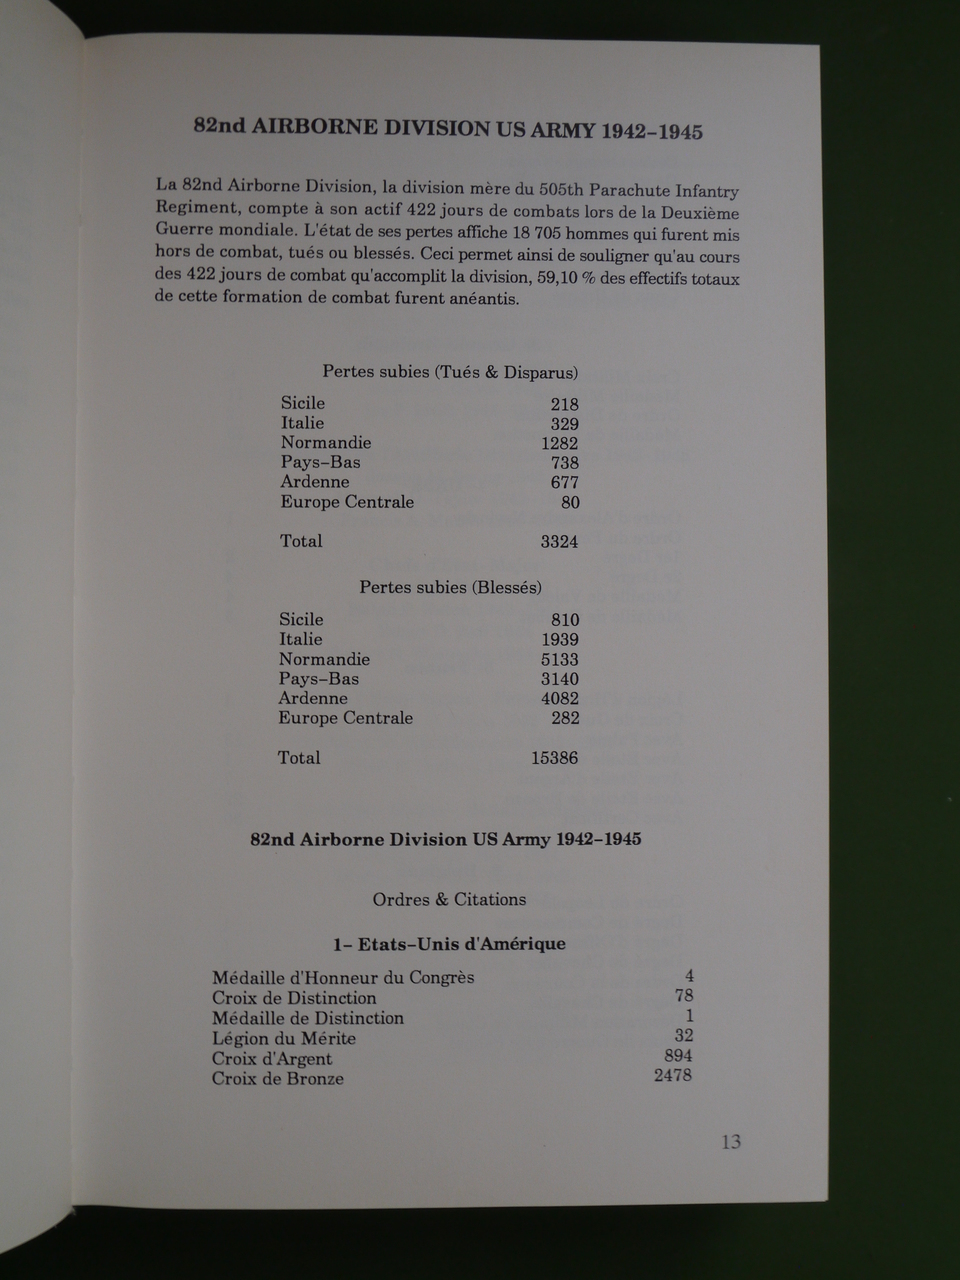 82nd AIRBORNE DIVISION US ARMY 1942–1945
La 82nd Airborne Division, la division mère du 505th Parachute Infantry
Regiment, compte à son actif 422 jours de combats lors de la Deuxième
Guerre mondiale. L'état de ses pertes affiche 18 705 hommes qui furent mis
hors de combat, tués ou blessés. Ceci permet ainsi de souligner qu'au cours
des 422 jours de combat qu'accomplit la division, 59,10 % des effectifs totaux
de cette formation de combat furent anéantis.
Pertes subies (Tués & Disparus)
Sicile 218
Italie 329
Normandie 1282
Pays–Bas 738
Ardenne 677
Europe Centrale 80
Total 3324
Pertes subies (Blessés)
Sicile 810
Italie 1939
Normandie 5133
Pays–Bas 3140
Ardenne 4082
Europe Centrale 282
Total 15386
82nd Airborne Division US Army 1942–1945
Ordres & Citations
1– Etats–Unis d'Amérique
Médaille d'Honneur du Congrès 4
Croix de Distinction 78
Médaille de Distinction 1
Légion du Mérite 32
Croix d'Argent 894
Croix de Bronze 2478
13